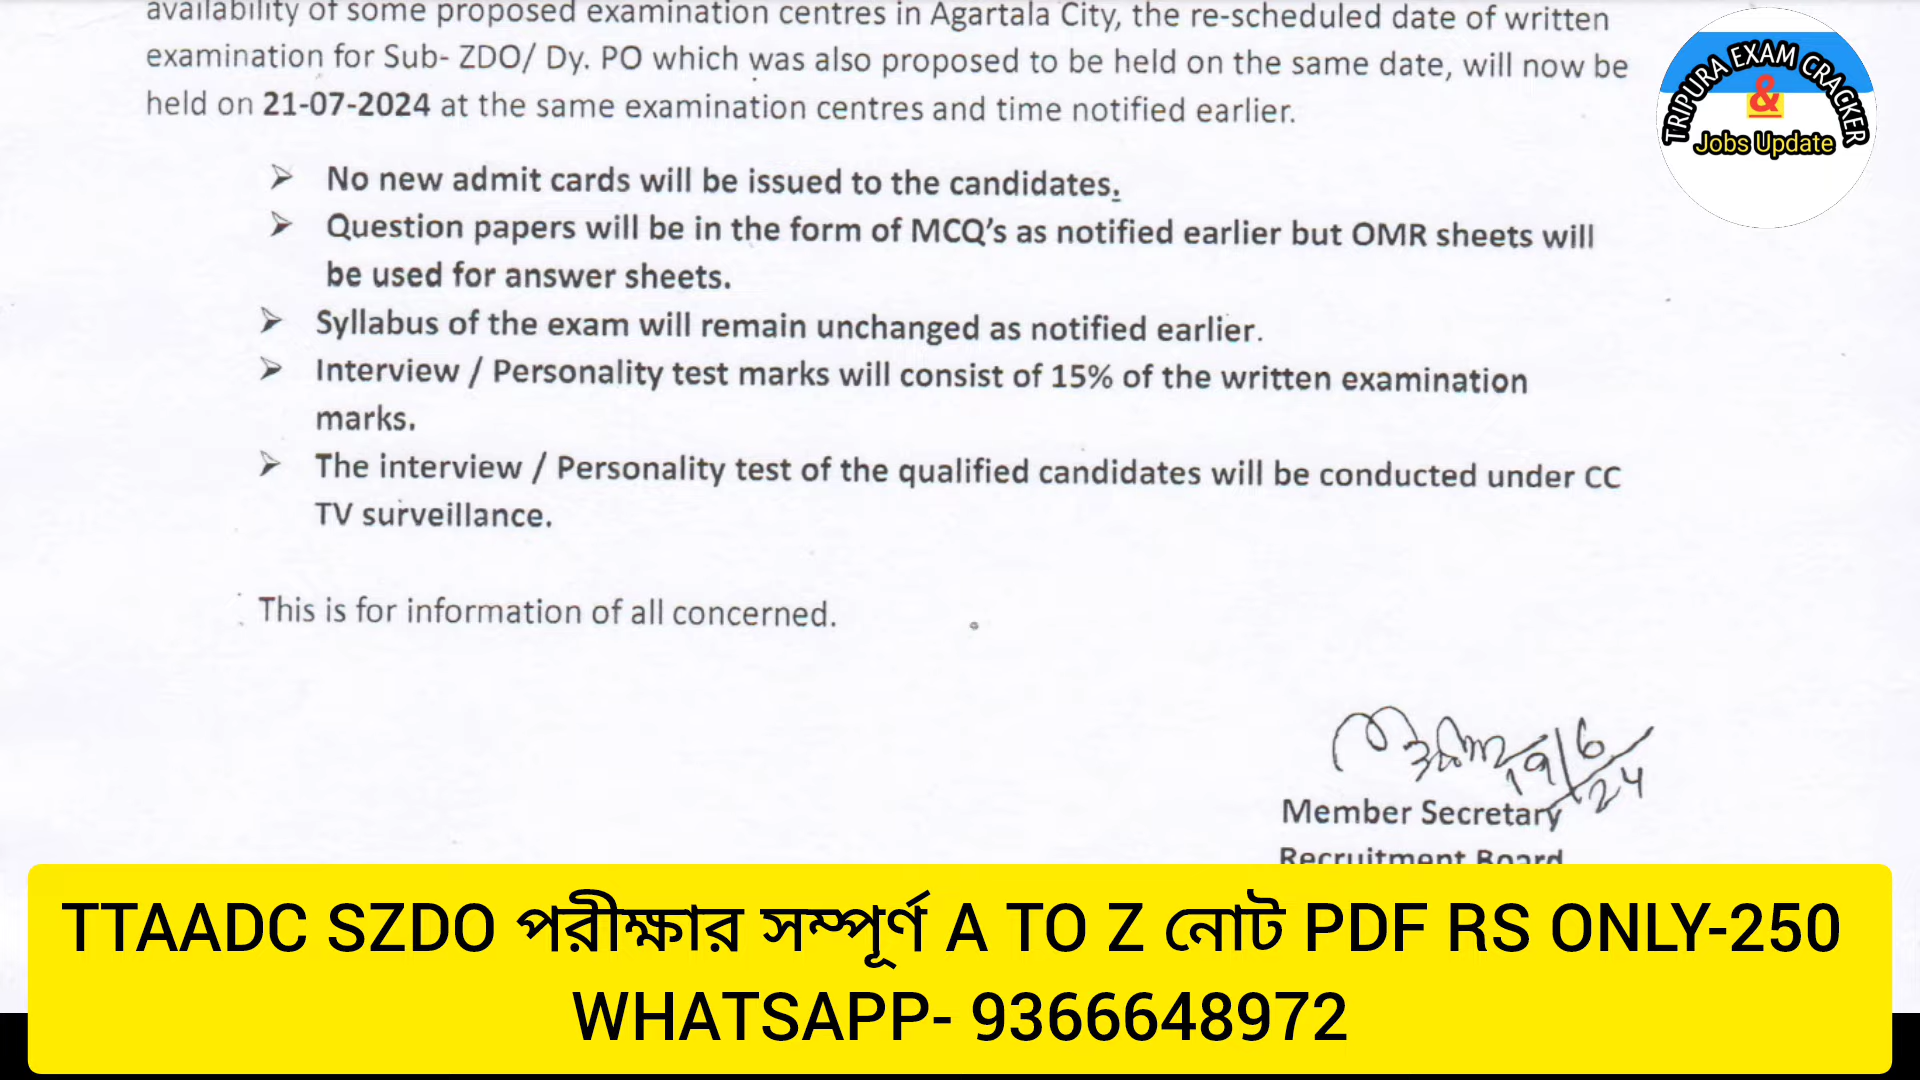 availability of some proposed examination centres in Agartala City, the re-scheduled date of written
examination for Sub- ZDO/ Dy. PO which was also proposed to be held on the same date, will now be
held on 21-07-2024 at the same examination centres and time notified earlier.
TRIPURA EXAM CRACKER
&
Jobs Update
➢ No new admit cards will be issued to the candidates.
➢ Question papers will be in the form of MCQ’s as notified earlier but OMR sheets will
be used for answer sheets.
➢ Syllabus of the exam will remain unchanged as notified earlier.
➢ Interview / Personality test marks will consist of 15% of the written examination
marks.
➢ The interview / Personality test of the qualified candidates will be conducted under CC
TV surveillance.
This is for information of all concerned.
19/6/24
Member Secretary
Recruitment Board
TTAADC SZDO পরীক্ষার সম্পূর্ণ A TO Z নোট PDF RS ONLY-250
WHATSAPP- 9366648972